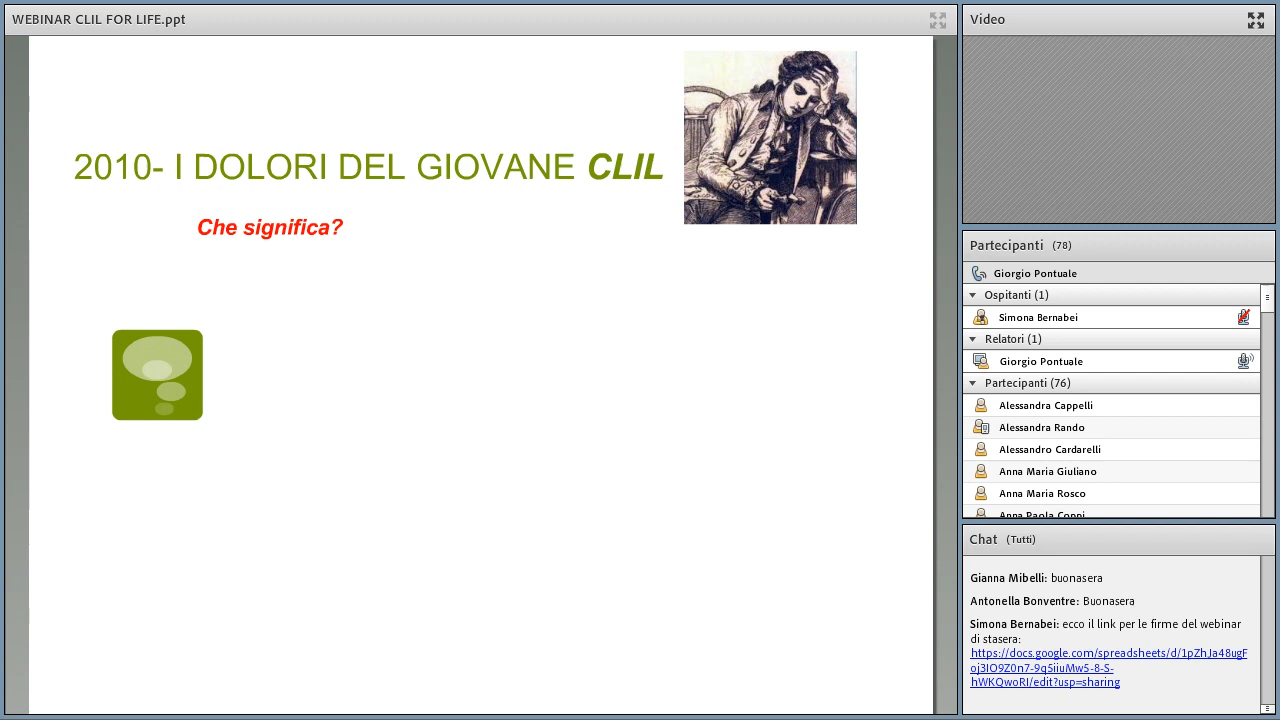 WEBINAR CLIL FOR LIFE.ppt
2010- I DOLORI DEL GIOVANE CLIL
Che significa?
Video
Partecipanti (78)
Giorgio Pontuale
Ospitanti (1)
Simona Bernabei
Relatori (1)
Giorgio Pontuale
Partecipanti (76)
Alessandra Cappelli
Alessandra Rando
Alessandro Cardarelli
Anna Maria Giuliano
Anna Maria Rosco
Anna Paola Coppi
Chat (Tutti)
Gianna Mibelli: buonasera
Antonella Bonventre: Buonasera
Simona Bernabei: ecco il link per le firme del webinar
di stasera:
https://docs.google.com/spreadsheets/d/1pZhJa48ugF
oj3IO9Z0n7-9q5iiuMw5-8-S-
hWKQwoRI/edit?usp=sharing